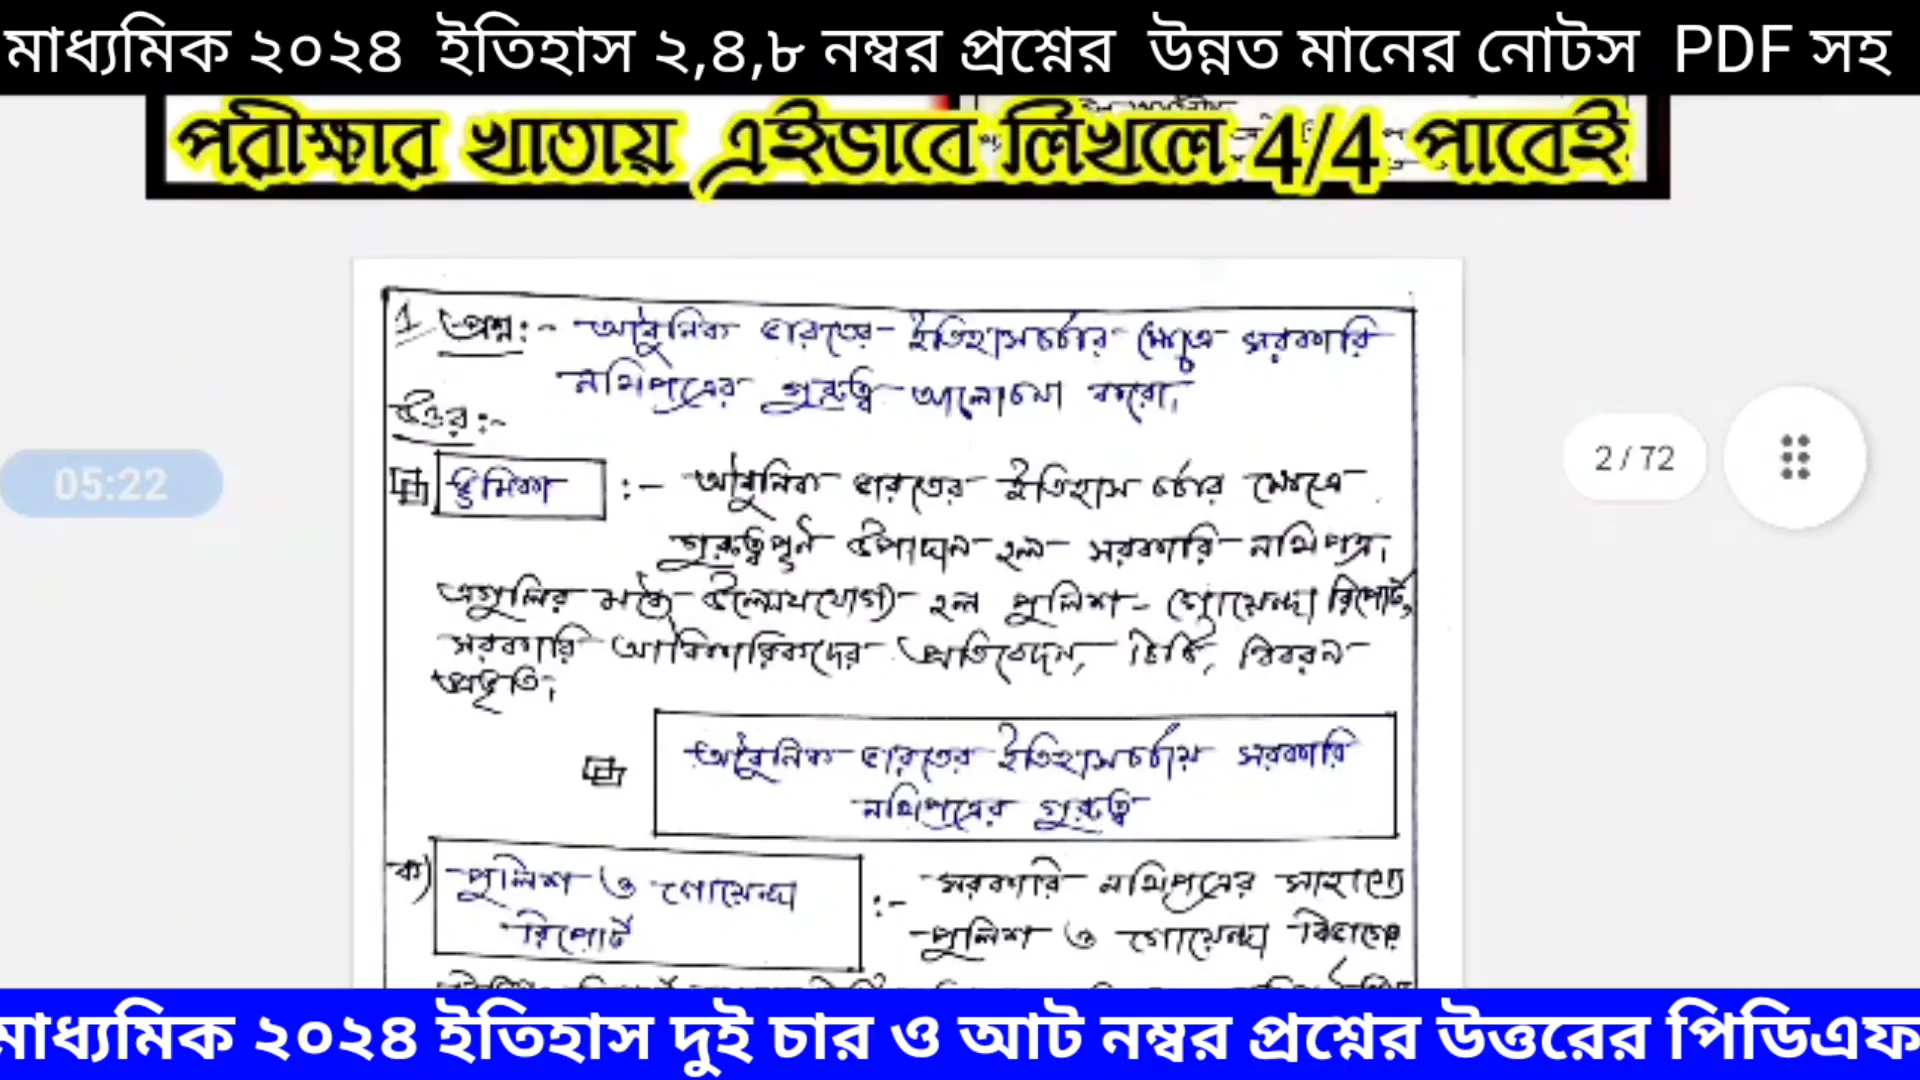 মাধ্যমিক ২০২৪ ইতিহাস ২,৪,৮ নম্বর প্রশ্নের উন্নত মানের নোটস PDF সহ
পরীক্ষার খাতায় এইভাবে লিখলে 4/4 পাবেই
1 প্রশ্ন:- আধুনিক ভারতের ইতিহাসচর্চার ক্ষেত্রে সরকারি
নথিপত্রের গুরুত্ব আলোচনা করো।
উত্তর:-
05:22
2/72
ভূমিকা :- আধুনিক ভারতের ইতিহাস চর্চার ক্ষেত্রে
গুরুত্বপূর্ণ উপাদান হল সরকারি নথিপত্র।
এগুলির মধ্যে উল্লেখযোগ্য হল পুলিশ- গোয়েন্দা রিপোর্ট,
সরকারি আধিকারিকদের প্রতিবেদন, চিঠি, বিবরন
প্রভৃতি।
আধুনিক ভারতের ইতিহাসচর্চায় সরকারি
নথিপত্রের গুরুত্ব
ক) পুলিশ ও গোয়েন্দা রিপোর্ট :- সরকারি নথিপত্রের সাহায্যে
পুলিশ ও গোয়েন্দা বিভাগের
মাধ্যমিক ২০২৪ ইতিহাস দুই চার ও আট নম্বর প্রশ্নের উত্তরের পিডিএফ